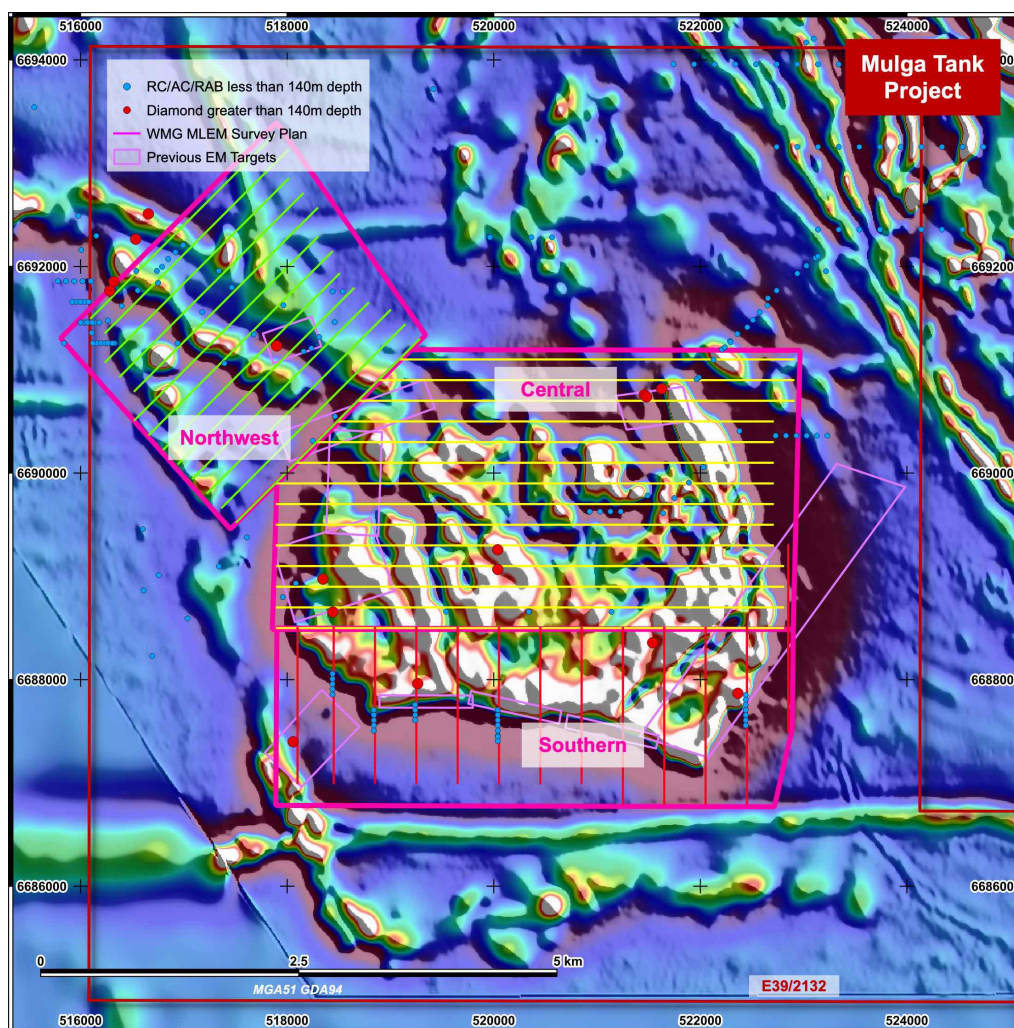 516000 518000 520000 522000 524000
6694000
Mulga Tank
Project
RC/AC/RAB less than 140m depth
Diamond greater than 140m depth
WMG MLEM Survey Plan
Previous EM Targets
6692000
6692000
Central
Northwest
6690000
6690000
6688000
6688000
Southern
6686000
6686000
0 2.5 5 km
MGA51 GDA94
E39/2132
516000 518000 520000 522000 524000